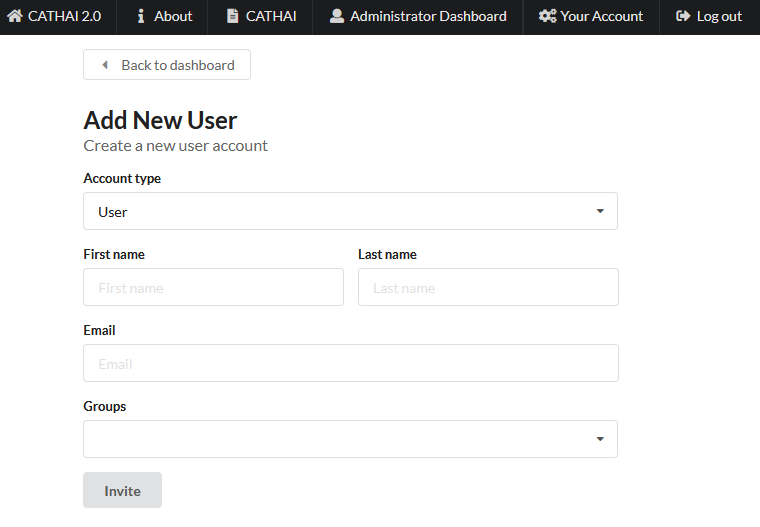 CATHAI 2.0 About CATHAI Administrator Dashboard Your Account Log out
Back to dashboard
Add New User
Create a new user account
Account type
User
First name Last name
First name Last name
Email
Email
Groups
Invite